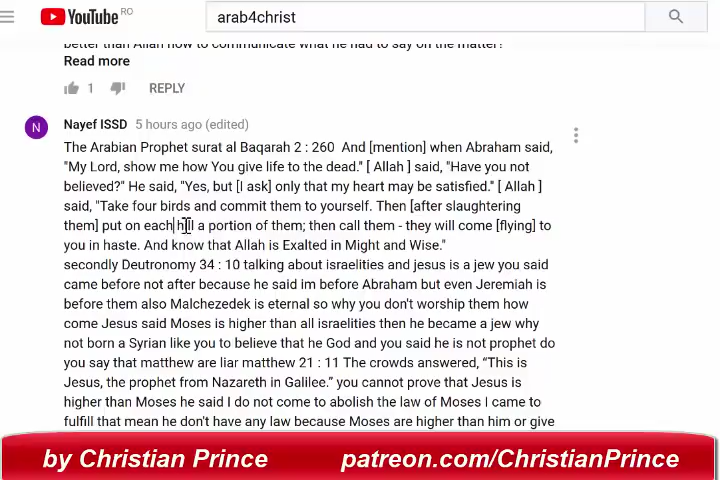 YouTube RO
arab4christ
better than Allah how to communicate what he had to say on the matter?
Read more
1 REPLY
N Nayef ISSD 5 hours ago (edited)
The Arabian Prophet surat al Baqarah 2 : 260 And [mention] when Abraham said,
"My Lord, show me how You give life to the dead." [ Allah ] said, "Have you not
believed?" He said, "Yes, but [I ask] only that my heart may be satisfied." [ Allah ]
said, "Take four birds and commit them to yourself. Then [after slaughtering
them] put on each hill a portion of them; then call them - they will come [flying] to
you in haste. And know that Allah is Exalted in Might and Wise."
secondly Deutronomy 34 : 10 talking about israelities and jesus is a jew you said
came before not after because he said im before Abraham but even Jeremiah is
before them also Malchezedek is eternal so why you don't worship them how
come Jesus said Moses is higher than all israelities then he became a jew why
not born a Syrian like you to believe that he God and you said he is not prophet do
you say that matthew are liar matthew 21 : 11 The crowds answered, “This is
Jesus, the prophet from Nazareth in Galilee.” you cannot prove that Jesus is
higher than Moses he said I do not come to abolish the law of Moses I came to
fulfill that mean he don't have any law because Moses are higher than him or give
by Christian Prince patreon.com/ChristianPrince